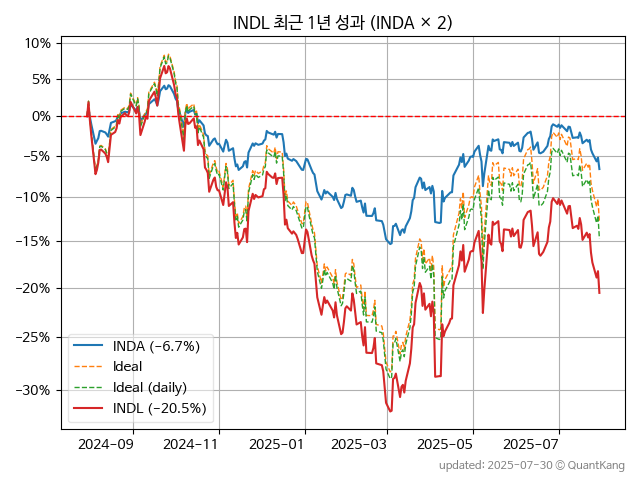 INDL 최근 1년 성과 (INDA × 2)
10%
5%
0%
−5%
−10%
−15%
−20%
−25%
−30%
INDA (−6.7%)
Ideal
Ideal (daily)
INDL (−20.5%)
2024-09 2024-11 2025-01 2025-03 2025-05 2025-07
updated: 2025-07-30 © QuantKang